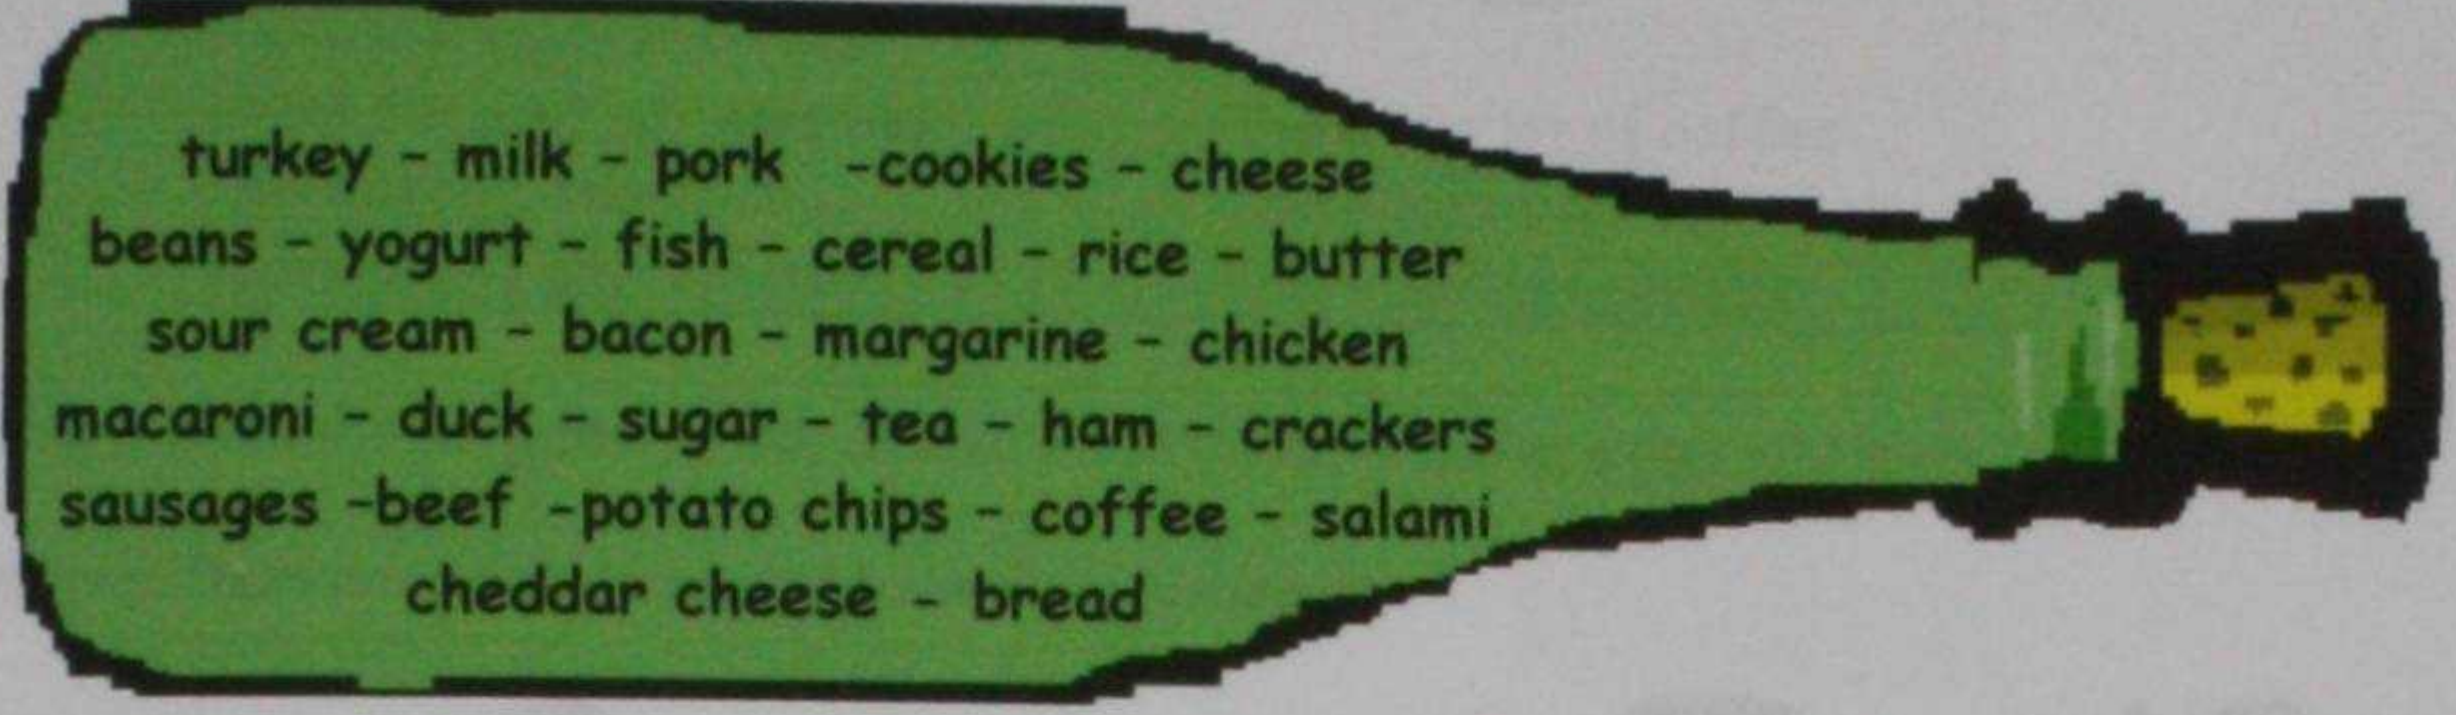 turkey - milk - pork -cookies - cheese
beans - yogurt - fish - cereal - rice - butter
sour cream - bacon - margarine - chicken
macaroni - duck - sugar - tea - ham - crackers
sausages -beef -potato chips - coffee - salami
cheddar cheese - bread